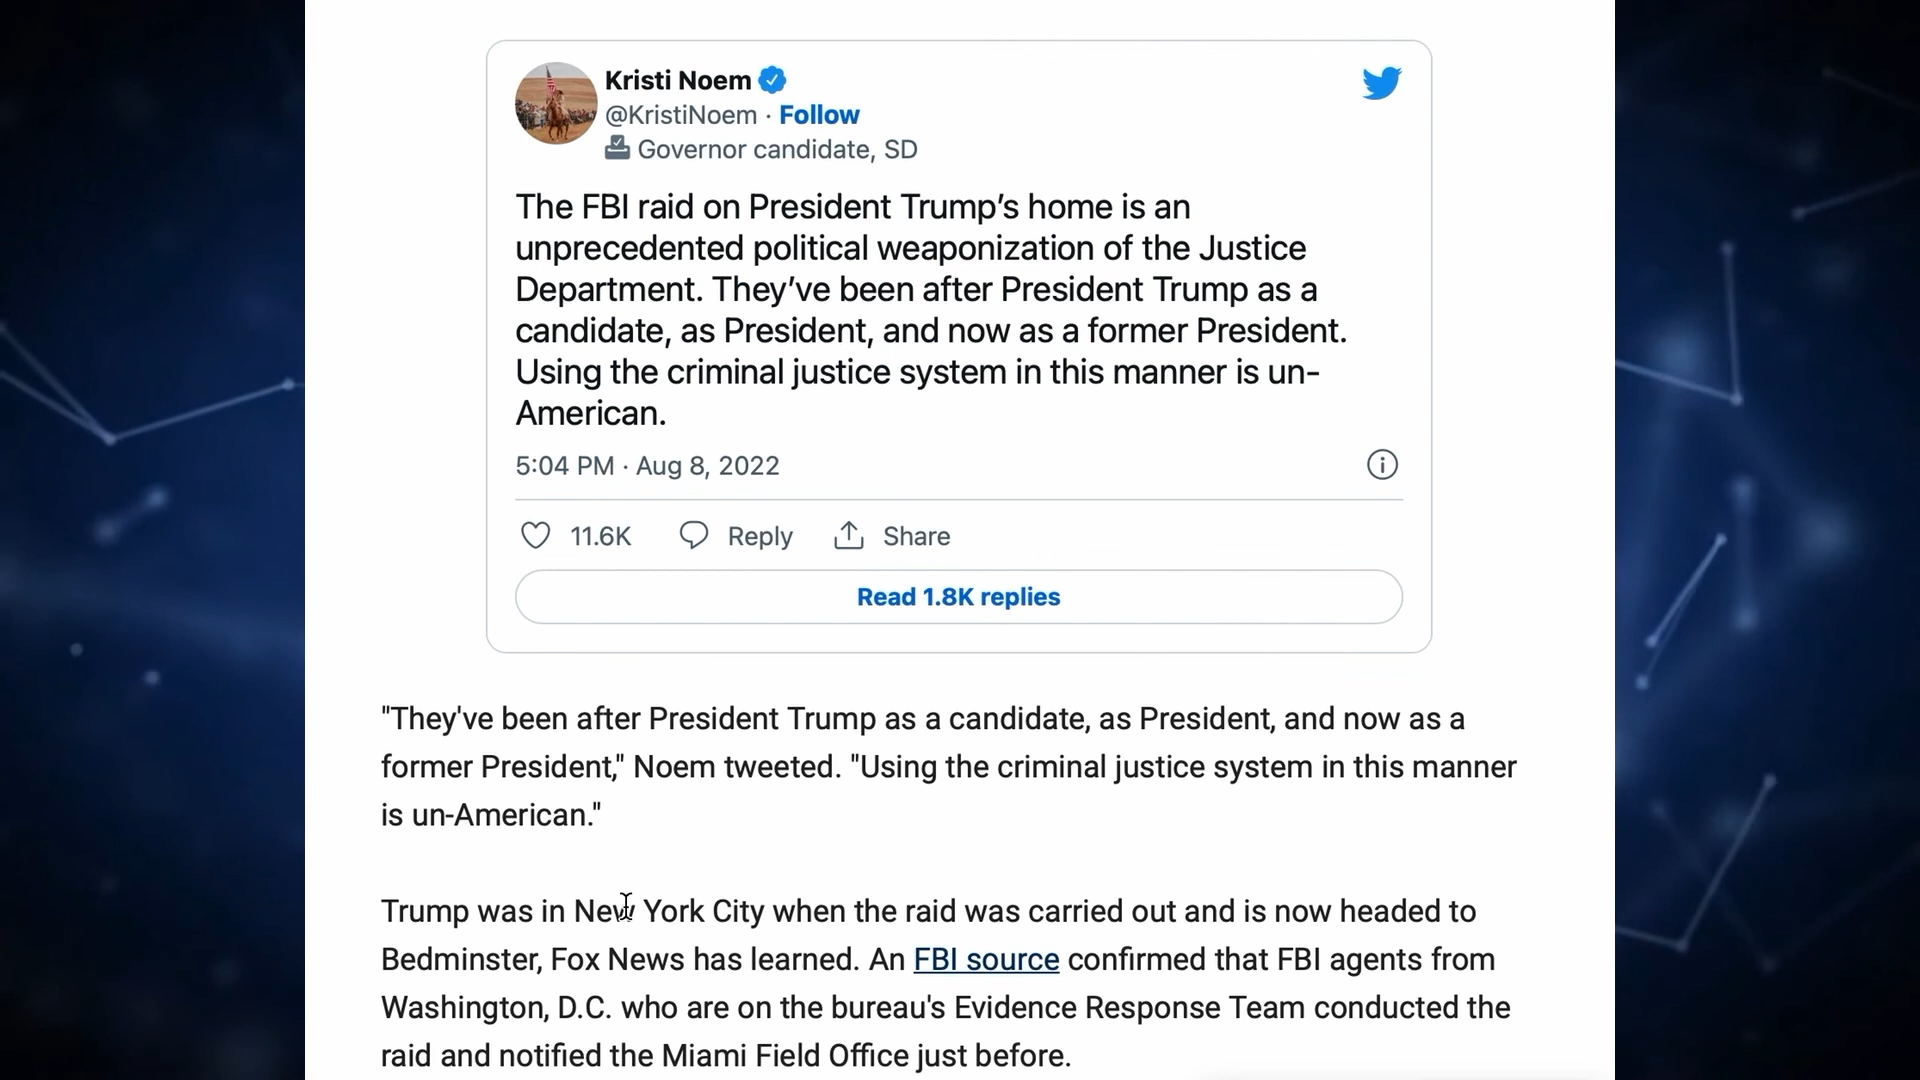 Kristi Noem
@KristiNoem · Follow
Governor candidate, SD
The FBI raid on President Trump’s home is an
unprecedented political weaponization of the Justice
Department. They’ve been after President Trump as a
candidate, as President, and now as a former President.
Using the criminal justice system in this manner is un-
American.
5:04 PM · Aug 8, 2022
11.6K Reply Share
Read 1.8K replies
"They've been after President Trump as a candidate, as President, and now as a
former President," Noem tweeted. "Using the criminal justice system in this manner
is un-American."
Trump was in New York City when the raid was carried out and is now headed to
Bedminster, Fox News has learned. An FBI source confirmed that FBI agents from
Washington, D.C. who are on the bureau's Evidence Response Team conducted the
raid and notified the Miami Field Office just before.